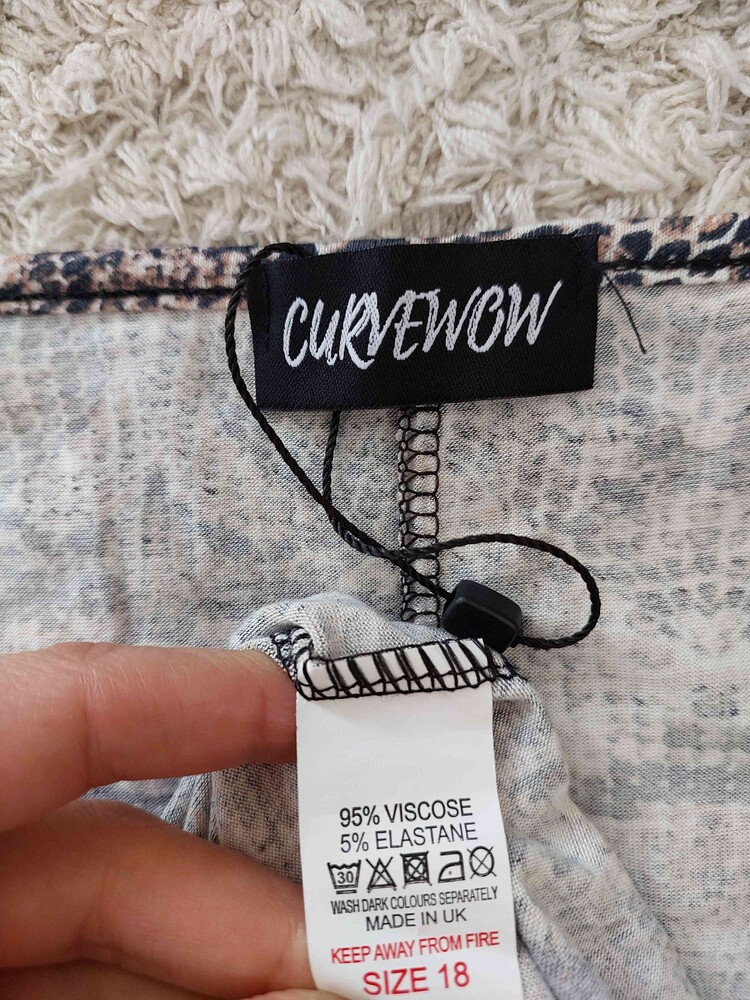 CURVEWOW
95% VISCOSE
5% ELASTANE
30
WASH DARK COLOURS SEPARATELY
MADE IN UK
KEEP AWAY FROM FIRE
SIZE 18